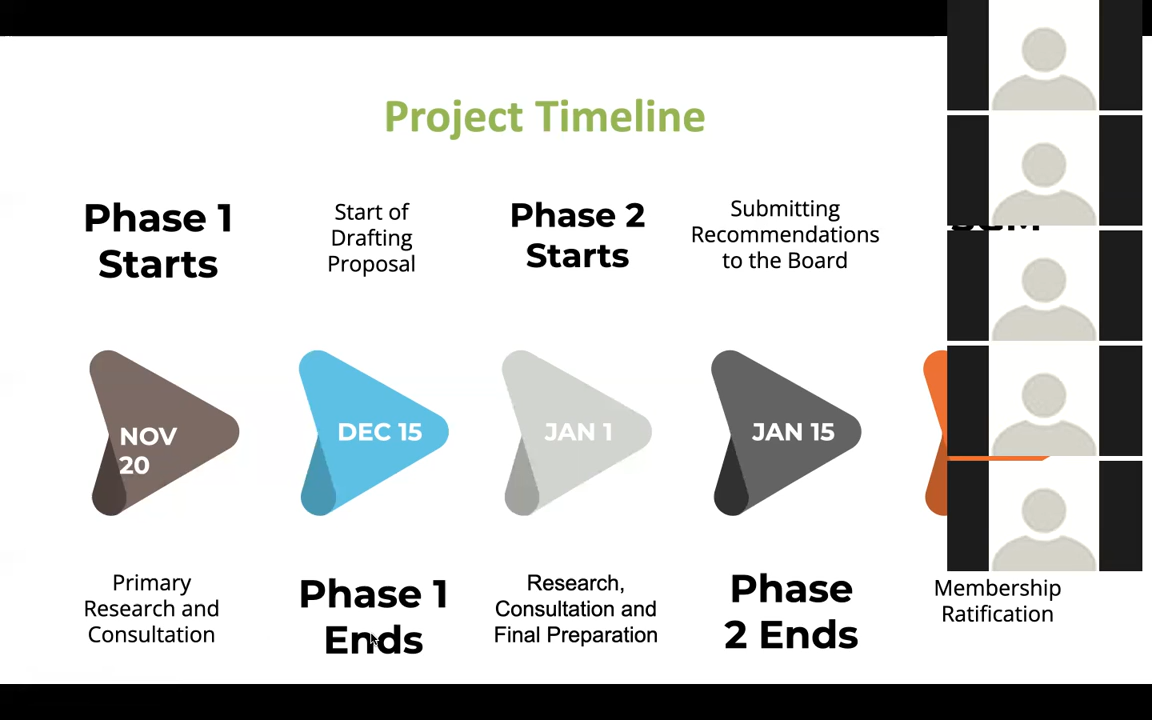 Project Timeline
Phase 1
Starts
Start of
Drafting
Proposal
Phase 2
Starts
Submitting
Recommendations
to the Board
NOV
20
DEC 15
JAN 1
JAN 15
Primary
Research and
Consultation
Phase 1
Ends
Research,
Consultation and
Final Preparation
Phase
2 Ends
Membership
Ratification